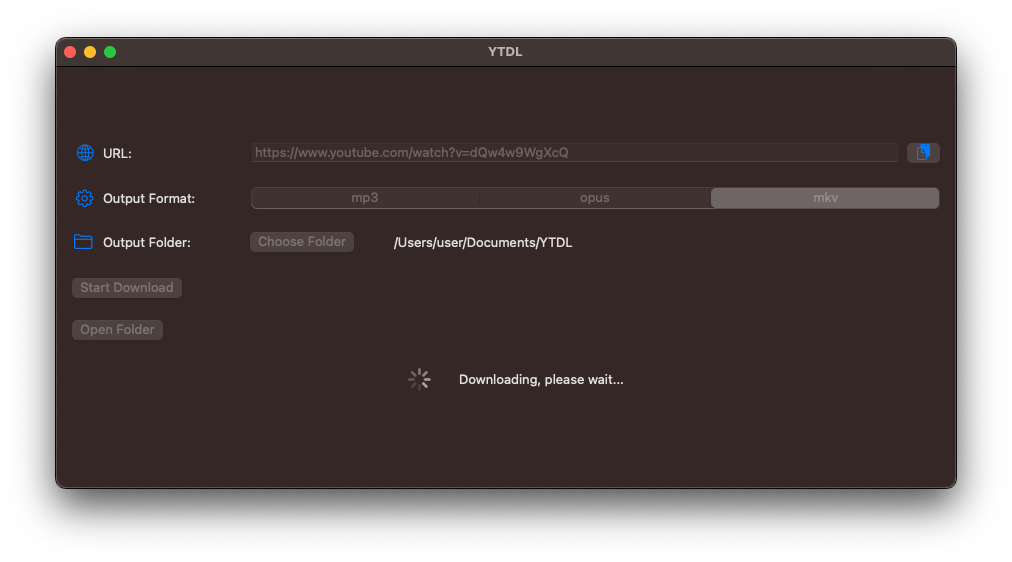 YTDL
URL: https://www.youtube.com/watch?v=dQw4w9WgXcQ
Output Format: mp3 opus mkv
Output Folder: Choose Folder /Users/user/Documents/YTDL
Start Download
Open Folder
Downloading, please wait...